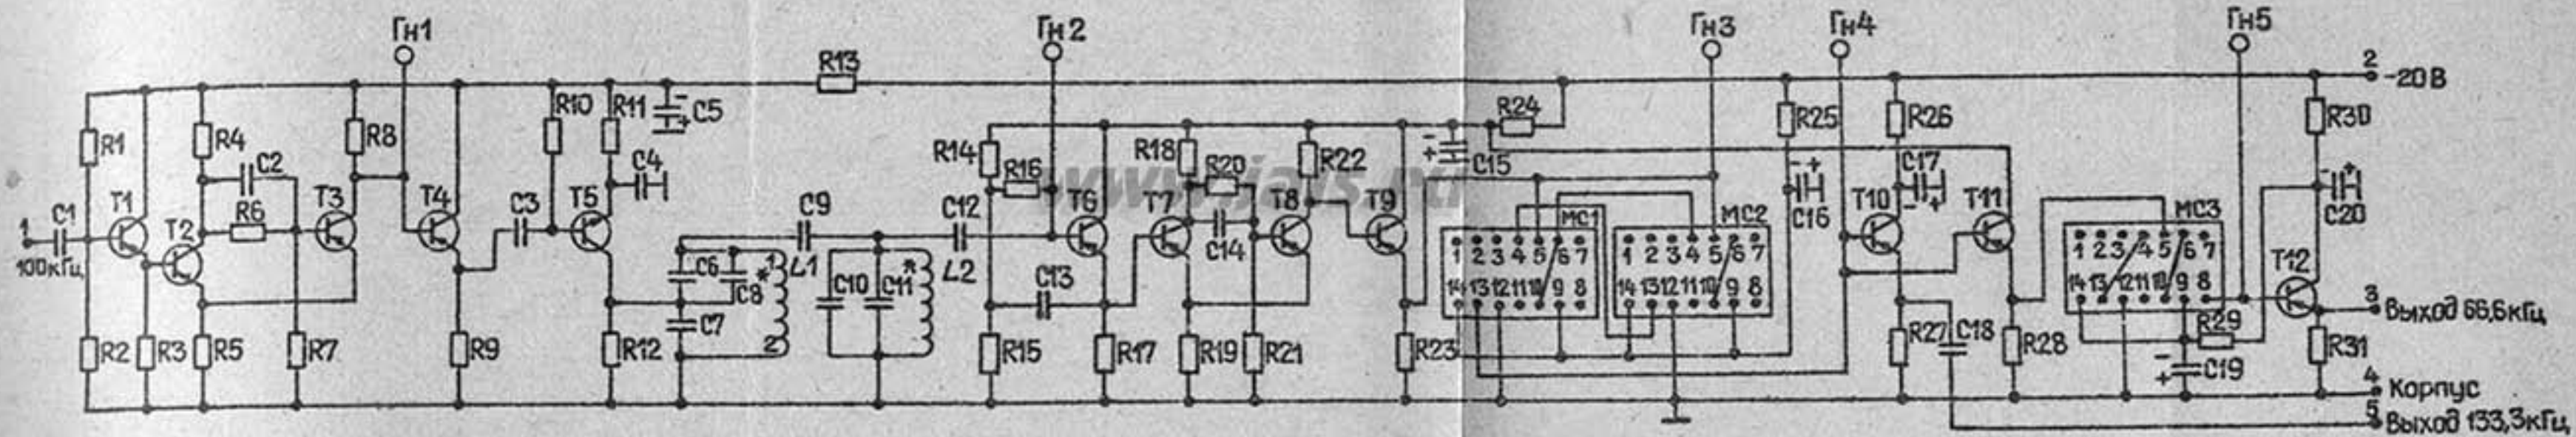 Гн1
Гн2
Гн3
Гн4
Гн5
R13
2
-20В
R1
R4
C2
R8
R10
R11
- + C5
R14
R16
R18
R20
R22
R24
- + C15
R25
R26
R30
C4
1
C1
T1
T2
R6
T3
T4
C3
T5
C9
C12
T6
T7
C14
T8
T9
MC1
MC2
- + C16
T10
C17
- +
T11
MC3
- + C20
100кГц
C6
C8
* 1
L1
2
C7
C10
C11
*
L2
C13
1 2 3 4 5 6 7
14 13 12 11 10 9 8
1 2 3 4 5 6 7
14 13 12 11 10 9 8
1 2 3 4 5 6 7
14 13 12 11 10 9 8
T12
3
Выход 66,6кГц
R2
R3
R5
R7
R9
R12
R15
R17
R19
R21
R23
R27
C18
R28
R29
- + C19
R31
4
Корпус
5
Выход 133,3кГц